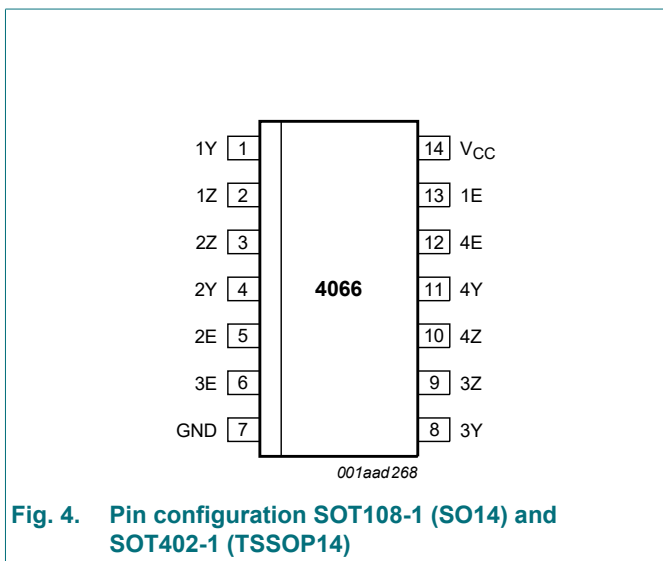 1Y 1 14 VCC
1Z 2 13 1E
2Z 3 12 4E
2Y 4 4066 11 4Y
2E 5 10 4Z
3E 6 9 3Z
GND 7 8 3Y
001aad268
Fig. 4. Pin configuration SOT108-1 (SO14) and
SOT402-1 (TSSOP14)